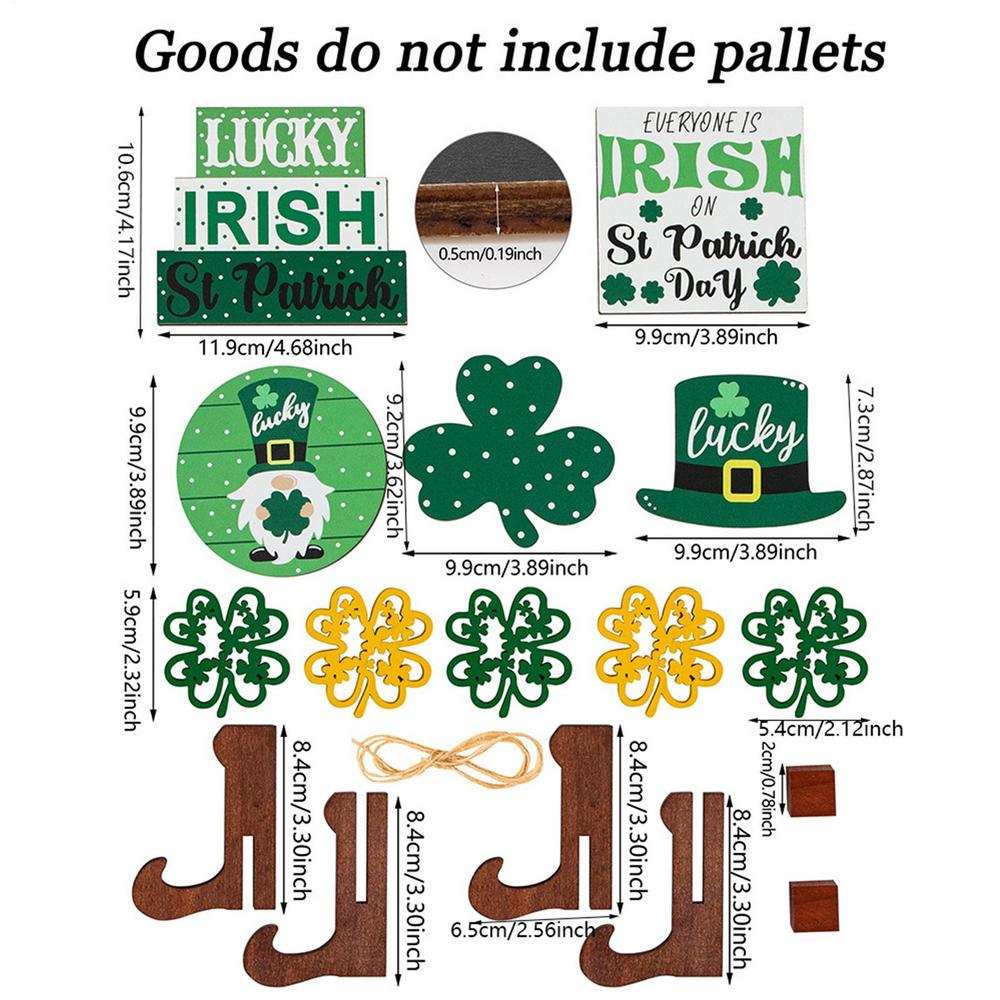 Goods do not include pallets
LUCKY
IRISH
St Patrick
10.6cm/4.17inch
11.9cm/4.68inch
0.5cm/0.19inch
EVERYONE IS
IRISH
ON
St Patrick
DaY
9.9cm/3.89inch
lucky
9.9cm/3.89inch
9.2cm/3.62inch
9.9cm/3.89inch
lucky
7.3cm/2.87inch
9.9cm/3.89inch
5.9cm/2.32inch
5.4cm/2.12inch
8.4cm/3.30inch
8.4cm/3.30inch
8.4cm/3.30inch
6.5cm/2.56inch
8.4cm/3.30inch
2cm/0.78inch